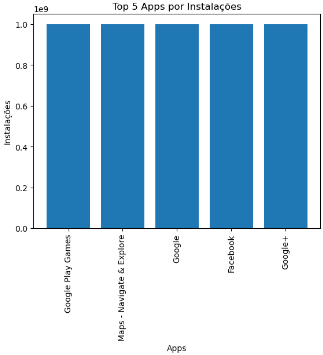 Top 5 Apps por Instalações
1e9
1.0
0.8
0.6
0.4
0.2
0.0
Instalações
Google Play Games
Maps - Navigate & Explore
Google
Facebook
Google+
Apps